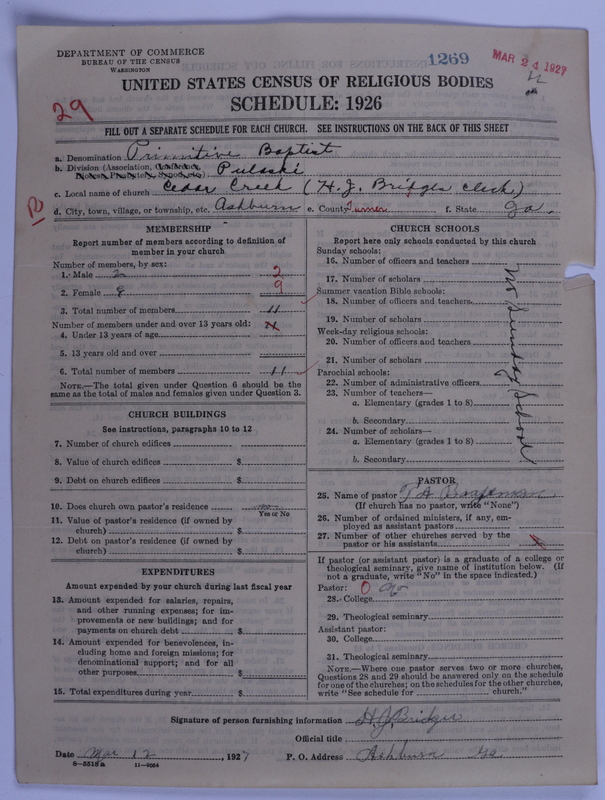 DEPARTMENT OF COMMERCE
BUREAU OF THE CENSUS
WASHINGTON
1269
MAR 24 1927
UNITED STATES CENSUS OF RELIGIOUS BODIES
SCHEDULE: 1926
29
FILL OUT A SEPARATE SCHEDULE FOR EACH CHURCH. SEE INSTRUCTIONS ON THE BACK OF THIS SHEET
a. Denomination Primitive Baptist
b. Division (Association, Conference, Diocese, Presbytery, Synod, etc.) Pulaski
c. Local name of church Cedar Creek (H. J. Bridges clerk)
d. City, town, village, or township, etc. Ashburn e. County Turner f. State Ga.
MEMBERSHIP
Report number of members according to definition of member in your church
Number of members, by sex:
1. Male 2 2
2. Female 9 9
3. Total number of members 11
Number of members under and over 13 years old:
4. Under 13 years of age
5. 13 years old and over
6. Total number of members 11
NOTE.—The total given under Question 6 should be the same as the total of males and females given under Question 3.
CHURCH BUILDINGS
See instructions, paragraphs 10 to 12
7. Number of church edifices
8. Value of church edifices $
9. Debt on church edifices $
10. Does church own pastor's residence
Yes or No
11. Value of pastor's residence (if owned by church) $
12. Debt on pastor's residence (if owned by church) $
EXPENDITURES
Amount expended by your church during last fiscal year
13. Amount expended for salaries, repairs, and other running expenses; for improvements or new buildings; and for payments on church debt $
14. Amount expended for benevolences, including home and foreign missions; for denominational support; and for all other purposes $
15. Total expenditures during year $
CHURCH SCHOOLS
Report here only schools conducted by this church
Sunday schools:
16. Number of officers and teachers
17. Number of scholars
Summer vacation Bible schools:
18. Number of officers and teachers
19. Number of scholars
Week-day religious schools:
20. Number of officers and teachers
21. Number of scholars
Parochial schools:
22. Number of administrative officers
23. Number of teachers—
a. Elementary (grades 1 to 8)
b. Secondary
24. Number of scholars—
a. Elementary (grades 1 to 8)
b. Secondary
No Sunday School
PASTOR
25. Name of pastor T. A.
(If church has no pastor, write "None")
26. Number of ordained ministers, if any, employed as assistant pastors
27. Number of other churches served by the pastor or his assistants
If pastor (or assistant pastor) is a graduate of a college or theological seminary, give name of institution below. (If not a graduate, write "No" in the space indicated.)
Pastor:
28. College
29. Theological seminary
Assistant pastor:
30. College
31. Theological seminary
NOTE.—Where one pastor serves two or more churches, Questions 28 and 29 should be answered only on the schedule for one of the churches; on the schedules for the other churches, write "See schedule for church."
Signature of person furnishing information H. J. Bridges
Official title
Date Mar 12, 1927 P. O. Address Ashburn Ga
8—5518a 11—9064